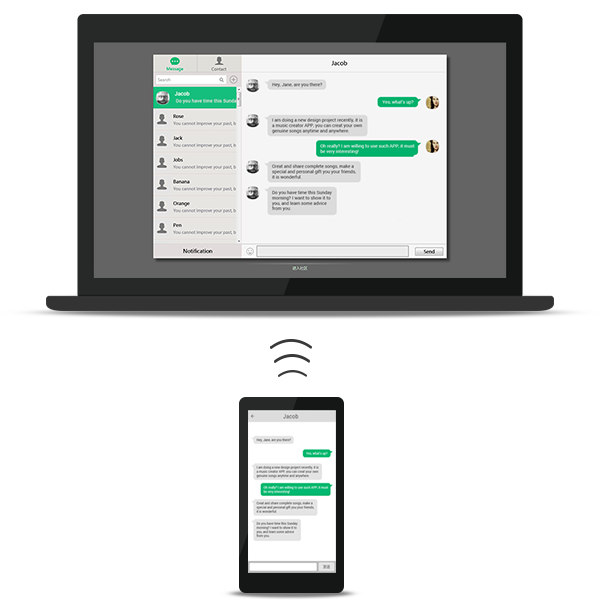 Message
Contact
Jacob
Search
Jacob
Do you have time this Sunda
Rose
You cannot improve your past, b
Jack
You cannot improve your past, b
Jobs
You cannot improve your past, b
Banana
You cannot improve your past, b
Orange
You cannot improve your past, b
Pen
You cannot improve your past, b
Notification
Hey, Jane, are you there?
Yes, what's up?
I am doing a new design project recently, it is
a music creator APP, you can creat your own
genuine songs anytime and anywhere.
Oh really? I am willing to use such APP, it must
be very interesting!
Great and share complete songs, make a
special and personal gift you your friends,
it is wonderful
Do you have time this Sunday
morning? I want to show it to
you, and learn some advice
from you.
Send
Jacob
Hey, Jane, are you there?
Yes, what's up?
I am doing a new design project recently, it is
a music creator APP, you can creat your own
genuine songs anytime and anywhere.
Oh really? I am willing to use such APP, it must
be very interesting!
Great and share complete songs, make a
special and personal gift you your friends,
it is wonderful
Do you have time this Sunday
morning? I want to show it to
you, and learn some advice
from you.
发送